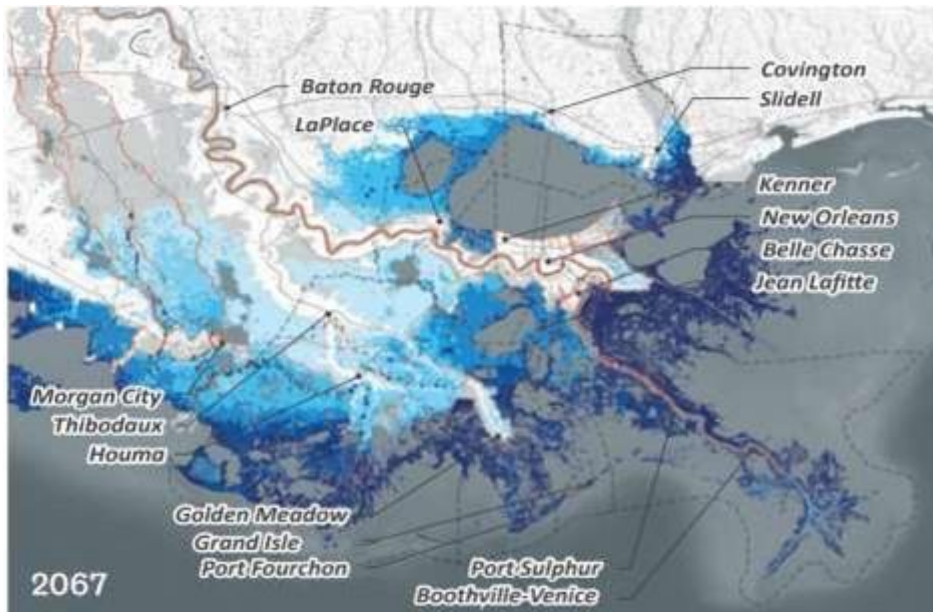 Baton Rouge
Covington
LaPlace
Slidell
Kenner
New Orleans
Belle Chasse
Jean Lafitte
Morgan City
Thibodaux
Houma
Golden Meadow
Grand Isle
Port Fourchon
Port Sulphur
Boothville-Venice
2067